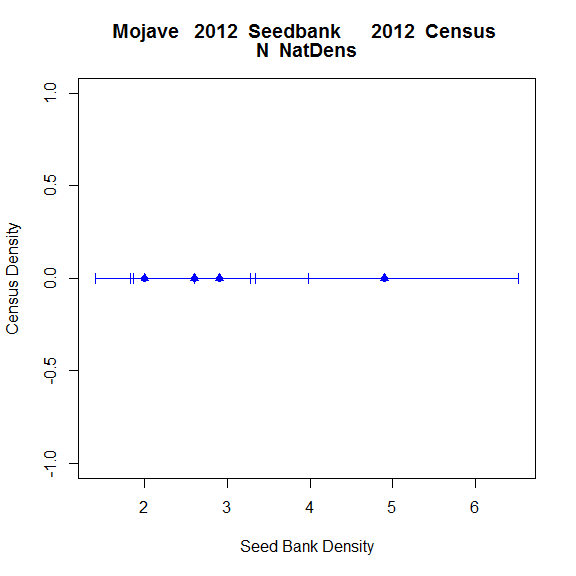 Mojave 2012 Seedbank 2012 Census
N NatDens
1.0
0.5
0.0
-0.5
-1.0
Census Density
2 3 4 5 6
Seed Bank Density